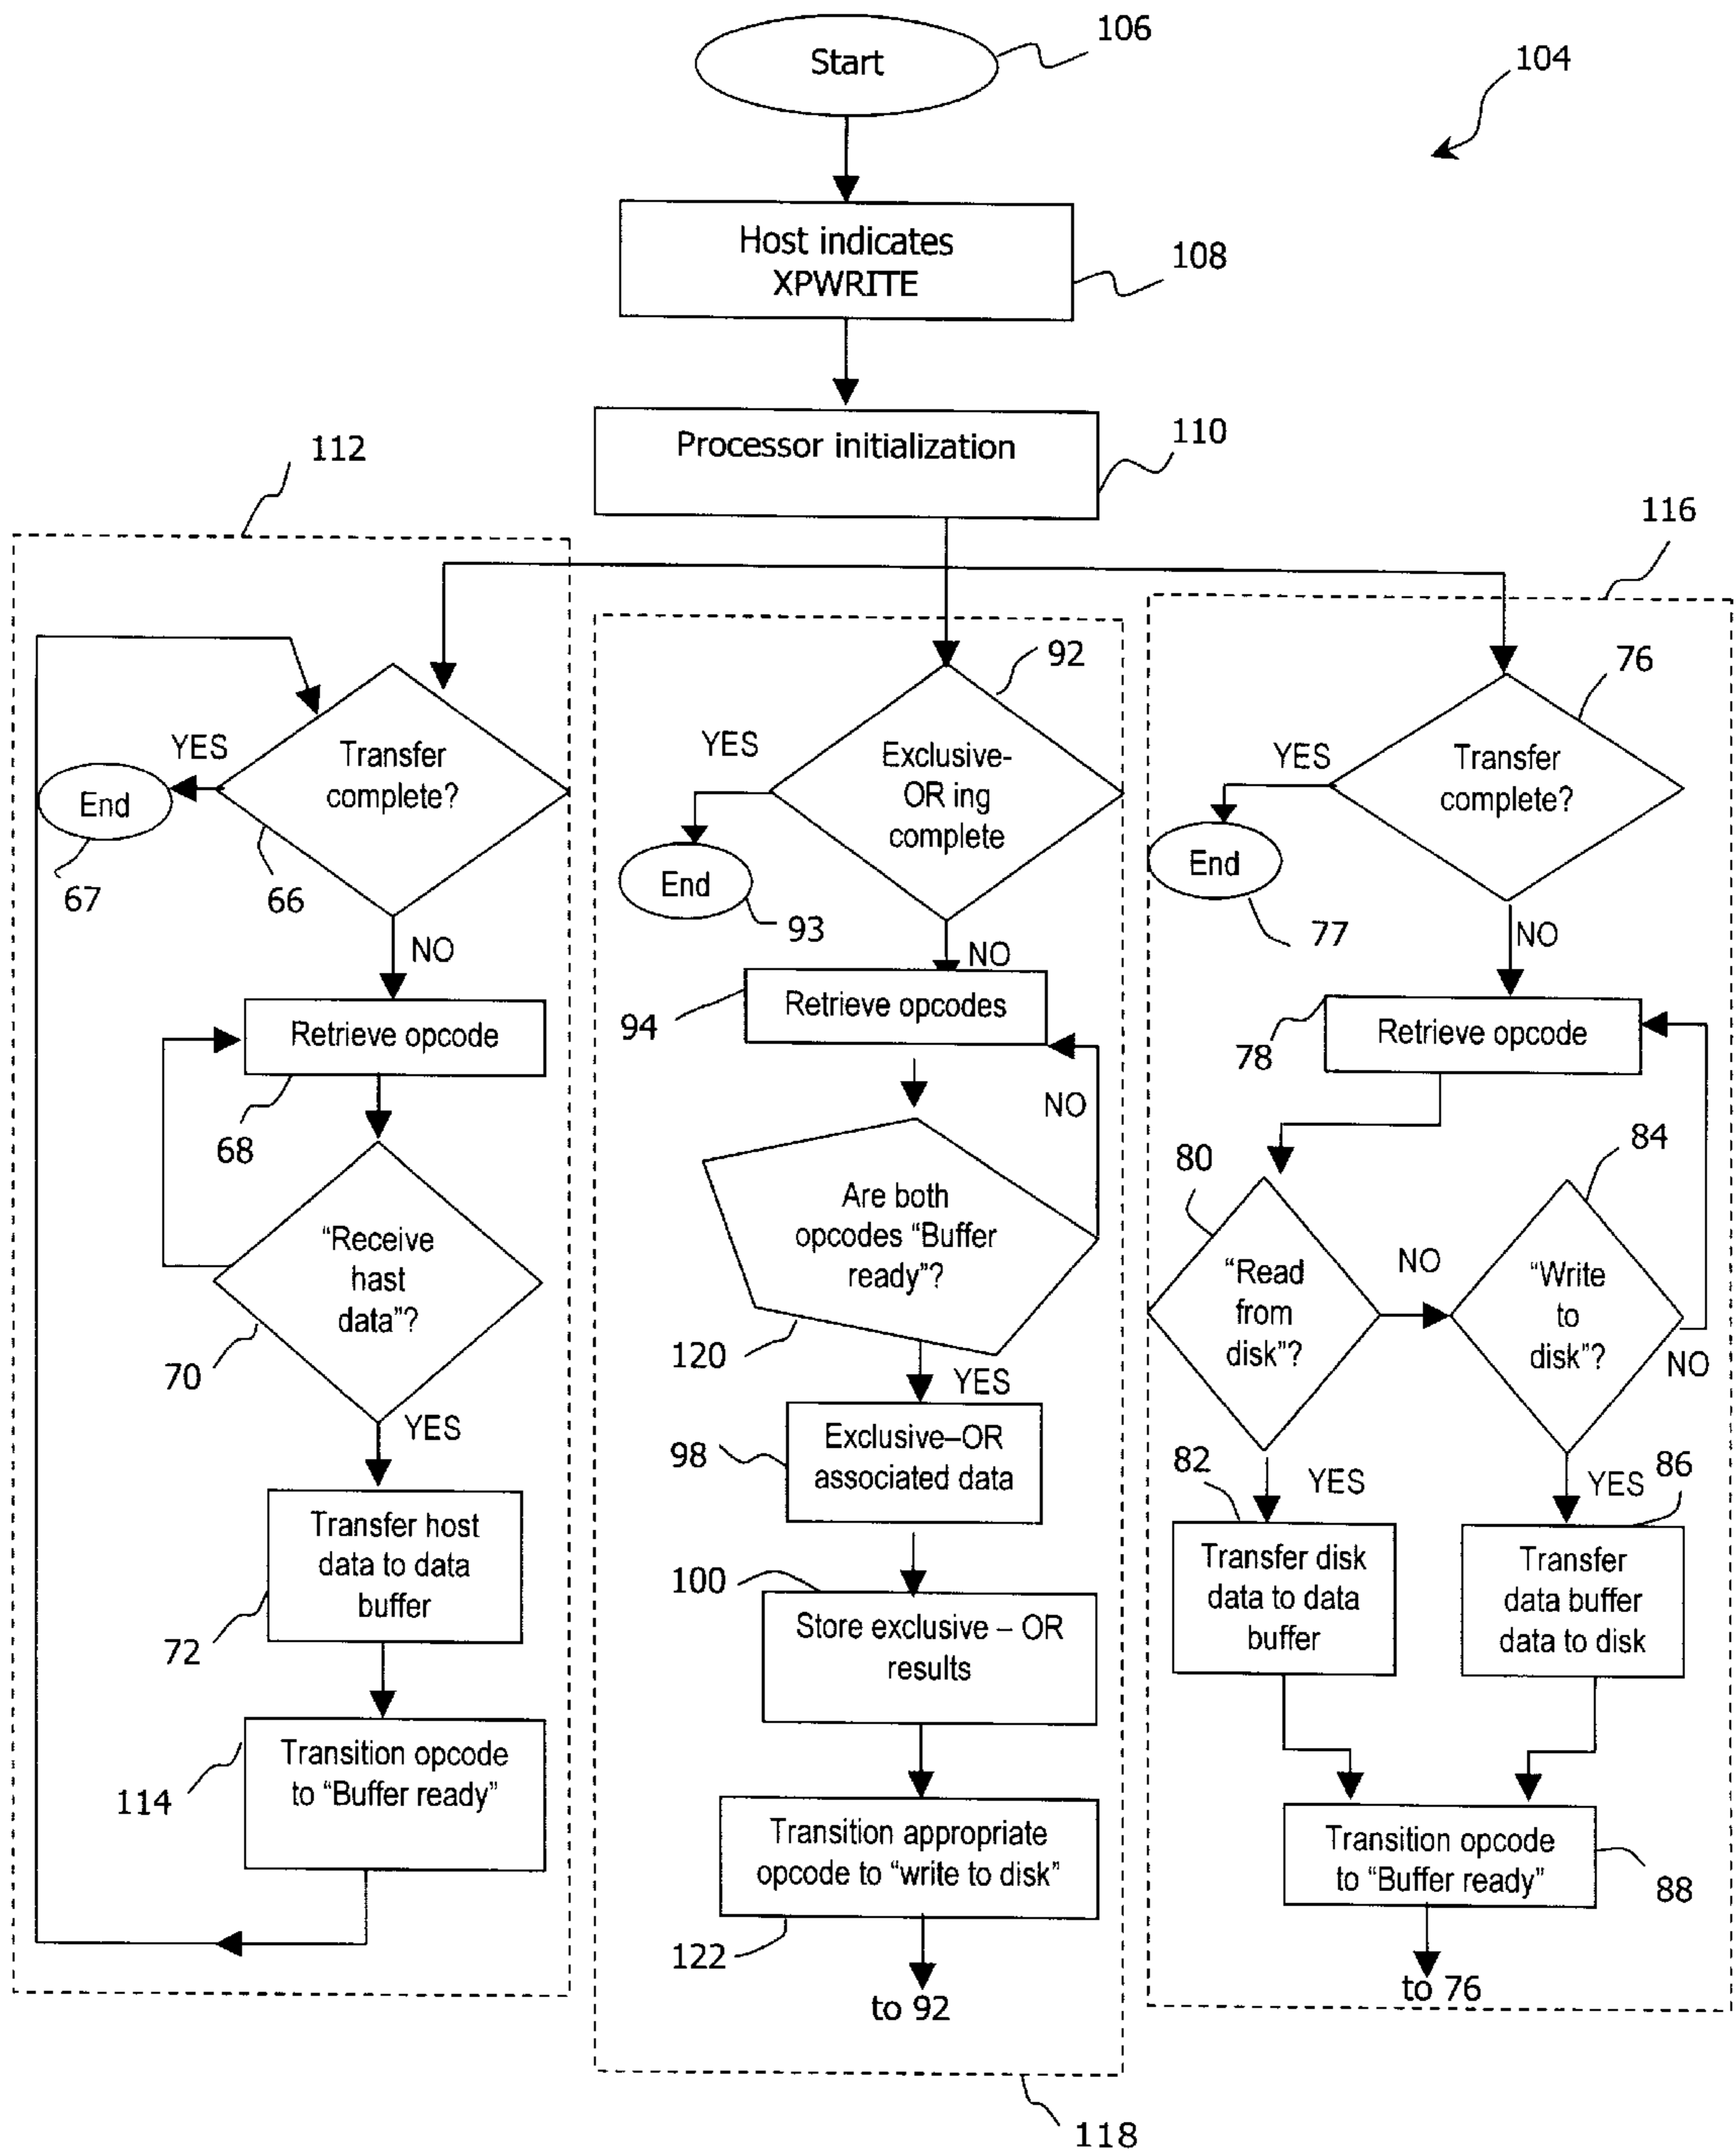 106
Start
104
Host indicates
XPWRITE
108
Processor initialization
110
112
116
92
76
YES
Transfer
complete?
End
67
66
NO
Retrieve opcode
68
"Receive
hast
data"?
70
YES
Transfer host
data to data
buffer
72
Transition opcode
to "Buffer ready"
114
YES
Exclusive-
OR ing
complete
End
93
NO
Retrieve opcodes
94
NO
Are both
opcodes "Buffer
ready"?
120
YES
Exclusive–OR
associated data
98
100
Store exclusive – OR
results
Transition appropriate
opcode to "write to disk"
122
to 92
118
YES
Transfer
complete?
End
77
NO
Retrieve opcode
78
80
84
"Read
from
disk"?
NO
"Write
to
disk"?
NO
82
YES
YES
86
Transfer disk
data to data
buffer
Transfer
data buffer
data to disk
Transition opcode
to "Buffer ready"
88
to 76